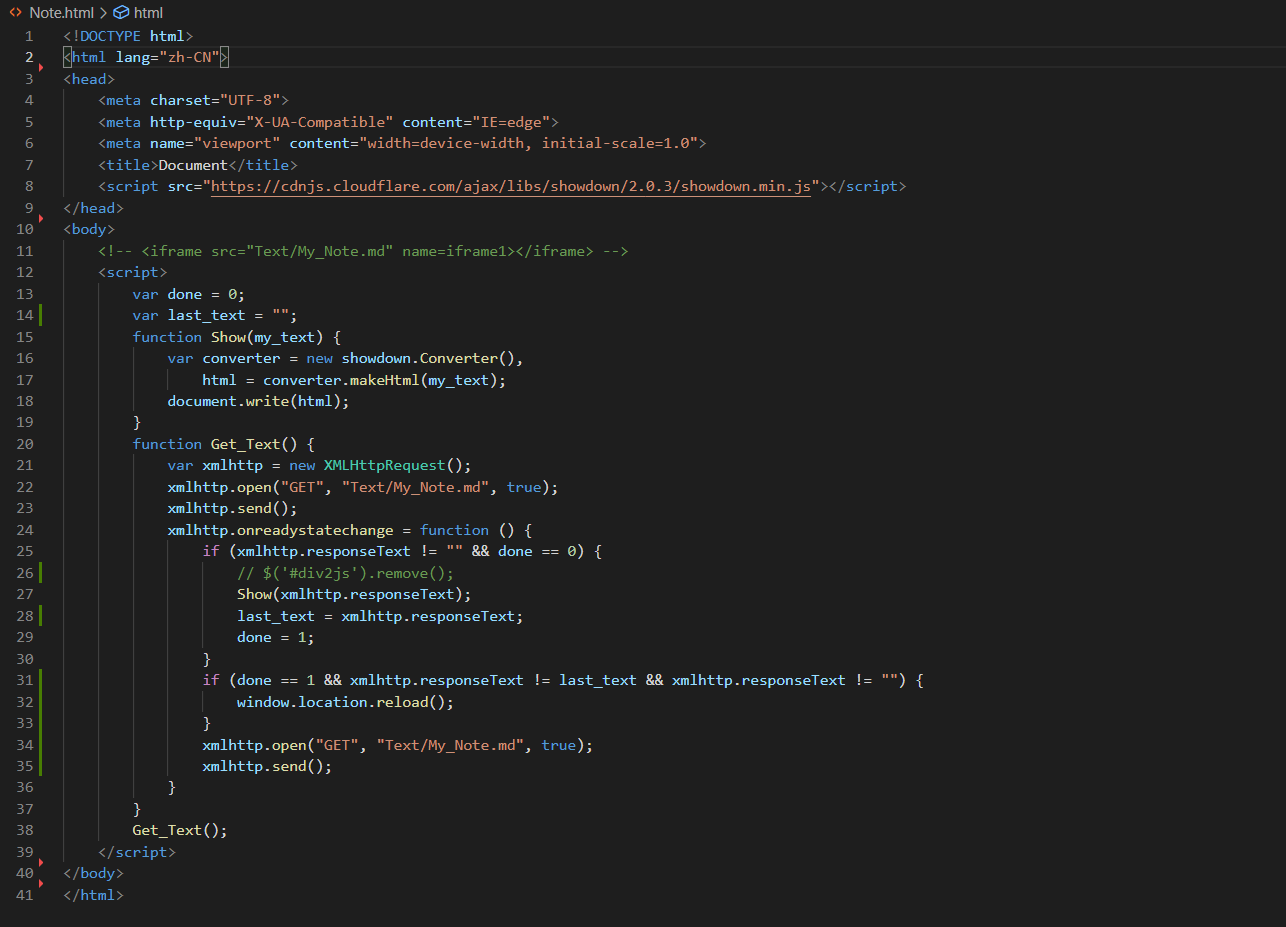 Note.html > html
1 <!DOCTYPE html>
2 <html lang="zh-CN">
3 <head>
4     <meta charset="UTF-8">
5     <meta http-equiv="X-UA-Compatible" content="IE=edge">
6     <meta name="viewport" content="width=device-width, initial-scale=1.0">
7     <title>Document</title>
8     <script src="https://cdnjs.cloudflare.com/ajax/libs/showdown/2.0.3/showdown.min.js"></script>
9 </head>
10 <body>
11     <!-- <iframe src="Text/My_Note.md" name=iframe1></iframe> -->
12     <script>
13         var done = 0;
14         var last_text = "";
15         function Show(my_text) {
16             var converter = new showdown.Converter(),
17                 html = converter.makeHtml(my_text);
18             document.write(html);
19         }
20         function Get_Text() {
21             var xmlhttp = new XMLHttpRequest();
22             xmlhttp.open("GET", "Text/My_Note.md", true);
23             xmlhttp.send();
24             xmlhttp.onreadystatechange = function () {
25                 if (xmlhttp.responseText != "" && done == 0) {
26                     // $('#div2js').remove();
27                     Show(xmlhttp.responseText);
28                     last_text = xmlhttp.responseText;
29                     done = 1;
30                 }
31                 if (done == 1 && xmlhttp.responseText != last_text && xmlhttp.responseText != "") {
32                     window.location.reload();
33                 }
34                 xmlhttp.open("GET", "Text/My_Note.md", true);
35                 xmlhttp.send();
36             }
37         }
38         Get_Text();
39     </script>
40 </body>
41 </html>